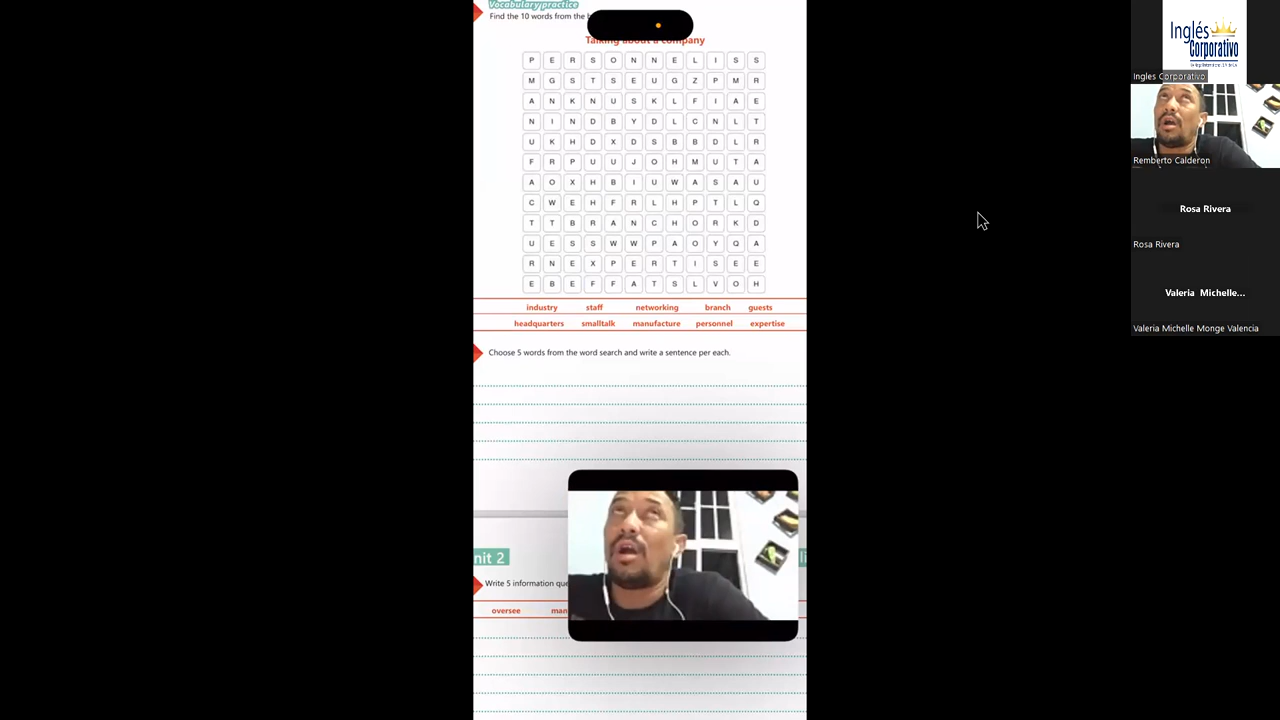 Vocabulary practice
Find the 10 words from the
Talking about a company
P E R S O N N E L I S S
M G S T S E U G Z P M R
A N K N U S K L F I A E
N I N D B Y D L C N L T
U K H D X D S B B D L R
F R P U U J O H M U T A
A O X H B I U W A S A U
C W E H F R L H P T L Q
T T B R A N C H O R K D
U E S S W W P A O Y Q A
R N E X P E R T I S E E
E B E F F A T S L V O H
industry staff networking branch guests
headquarters smalltalk manufacture personnel expertise
Choose 5 words from the word search and write a sentence per each.
nit 2
Write 5 information que
oversee man
Inglés
Corporativo
Ingles Corporativo
Remberto Calderon
Rosa Rivera
Rosa Rivera
Valeria Michelle...
Valeria Michelle Monge Valencia